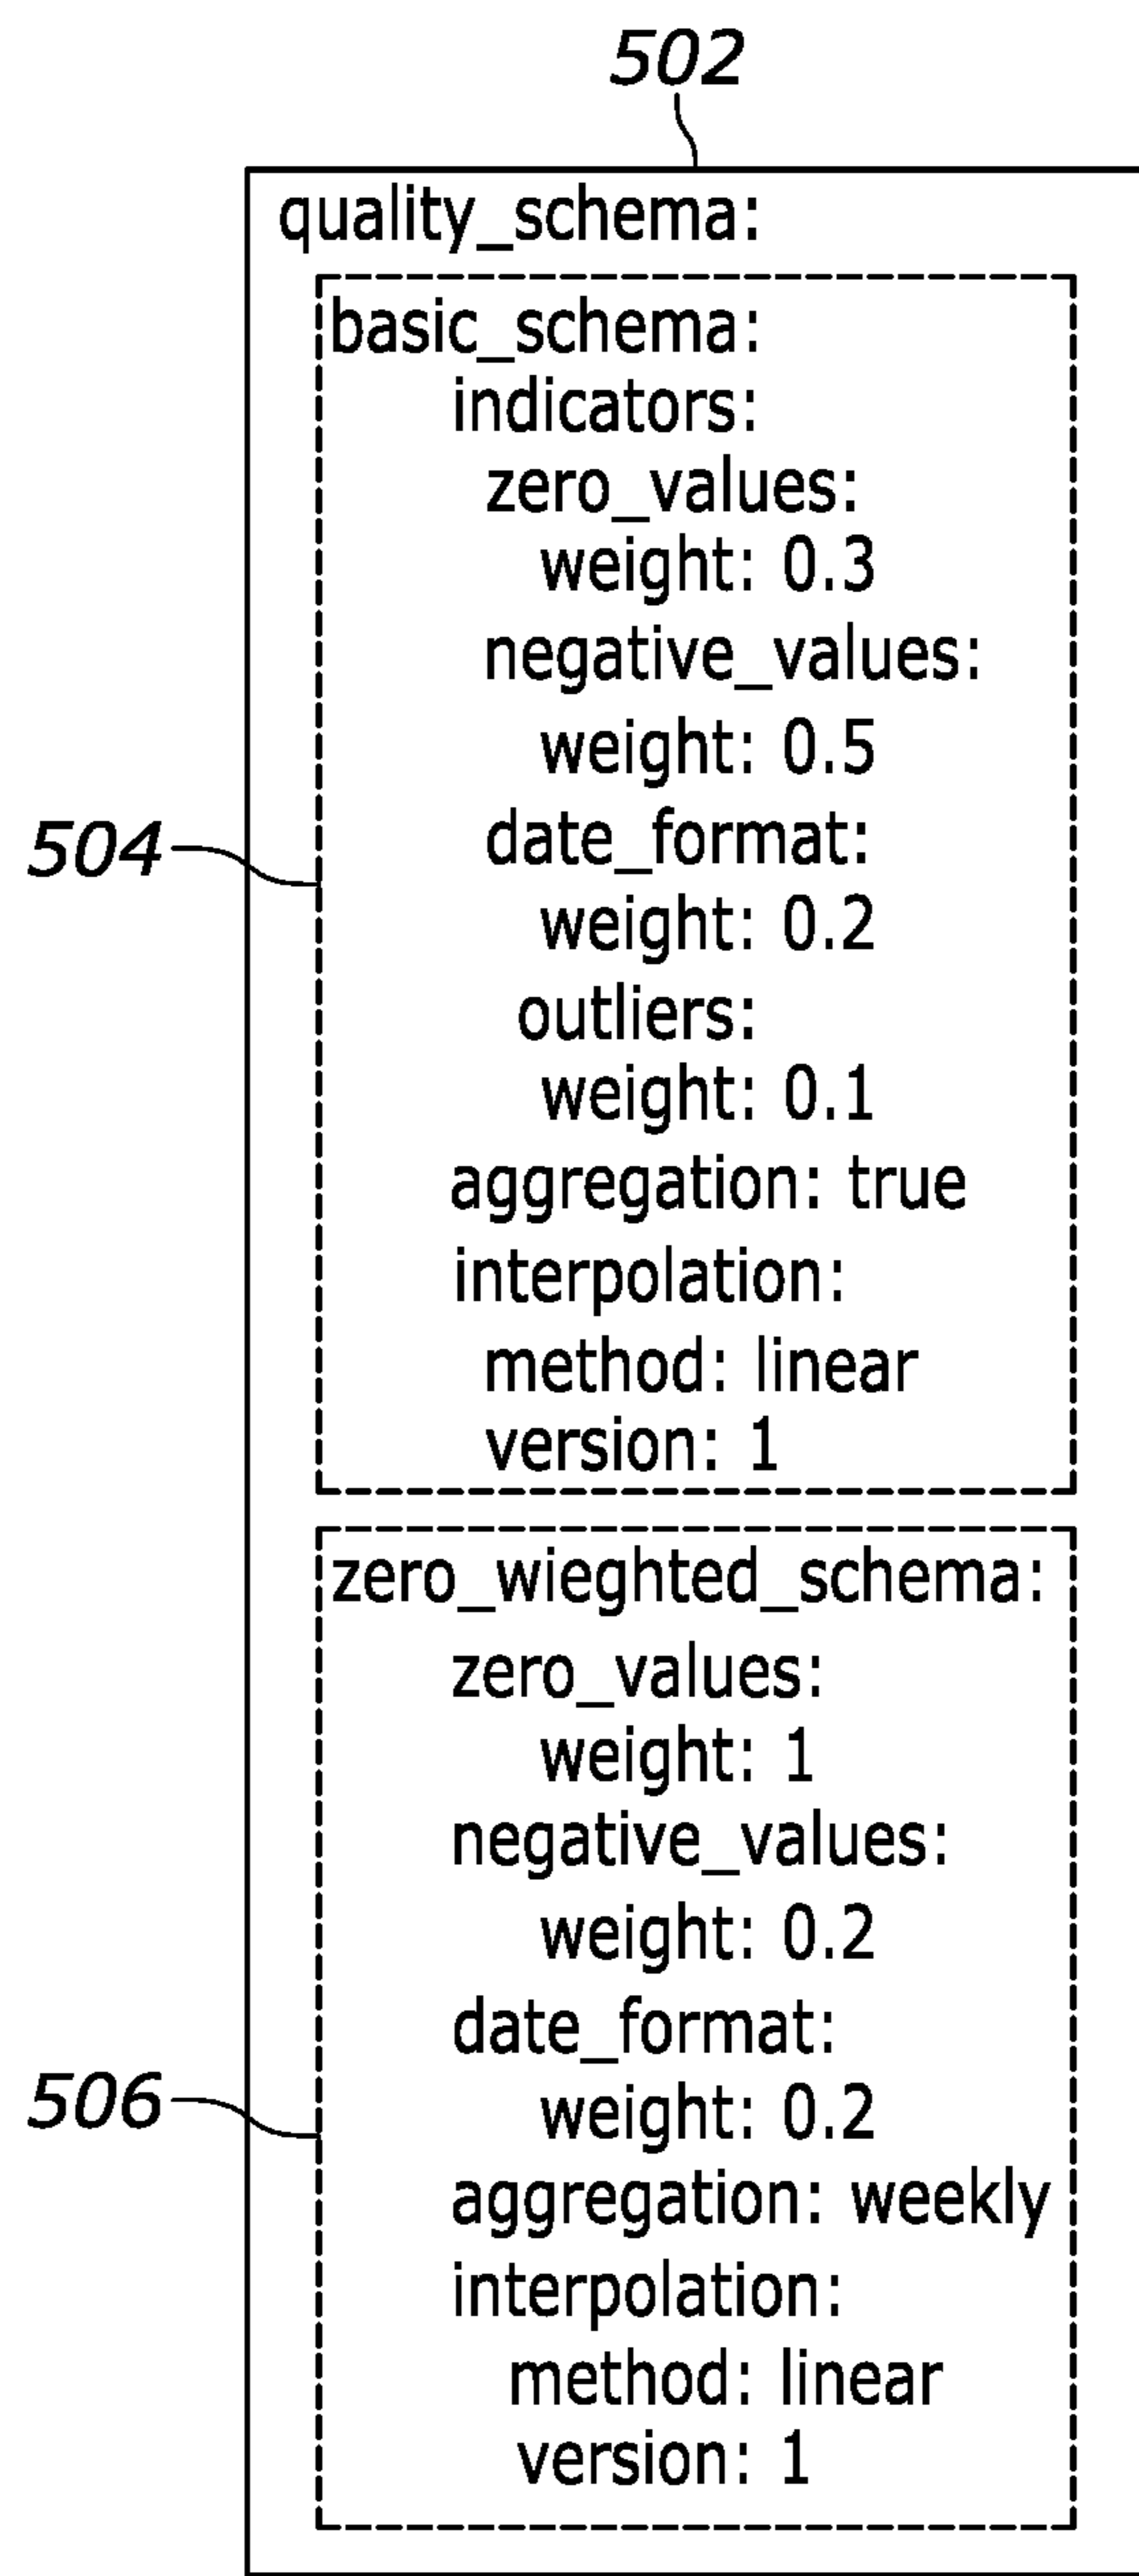 502
quality_schema:
basic_schema:
indicators:
zero_values:
weight: 0.3
negative_values:
weight: 0.5
504
date_format:
weight: 0.2
outliers:
weight: 0.1
aggregation: true
interpolation:
method: linear
version: 1
zero_wieghted_schema:
zero_values:
weight: 1
negative_values:
weight: 0.2
date_format:
506
weight: 0.2
aggregation: weekly
interpolation:
method: linear
version: 1